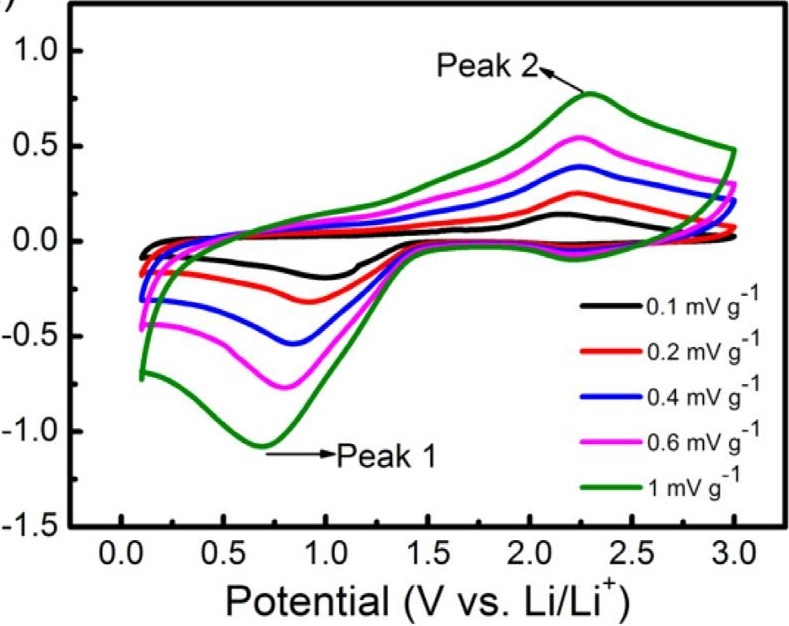 )
1.0
Peak 2
0.5
0.0
0.1 mV g-1
-0.5
0.2 mV g-1
0.4 mV g-1
-1.0
Peak 1
0.6 mV g-1
1 mV g-1
-1.5
0.0 0.5 1.0 1.5 2.0 2.5 3.0
Potential (V vs. Li/Li+)